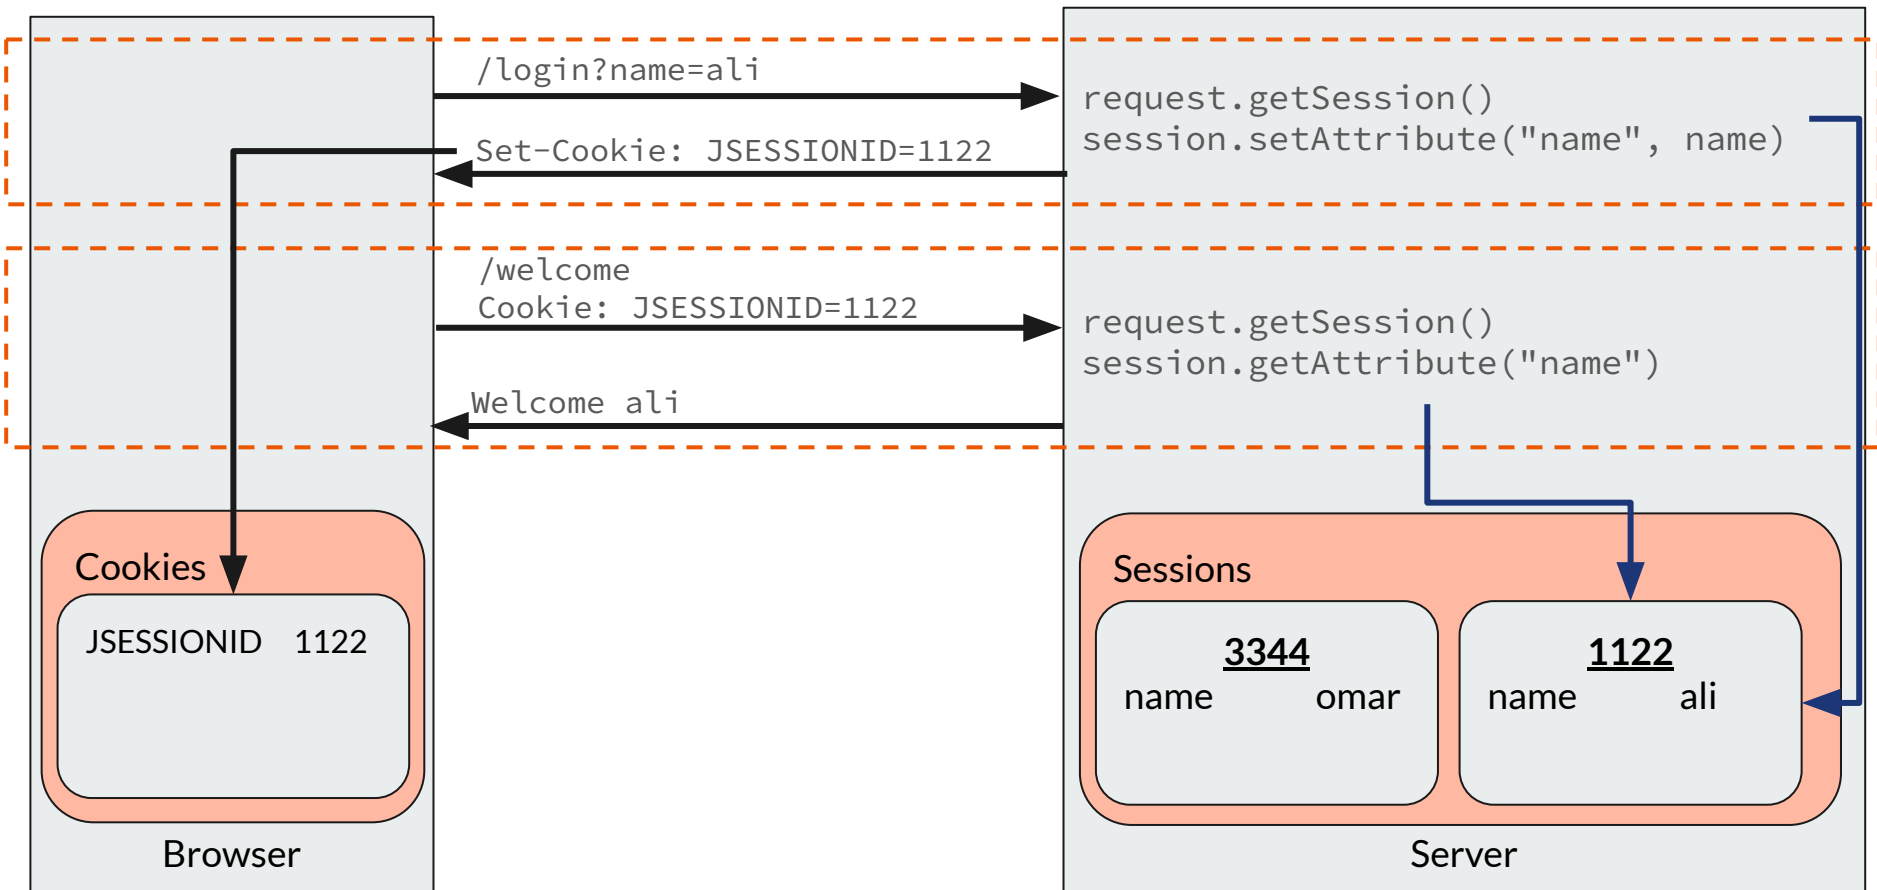 /login?name=ali
request.getSession()
session.setAttribute("name", name)
Set-Cookie: JSESSIONID=1122
/welcome
Cookie: JSESSIONID=1122
request.getSession()
session.getAttribute("name")
Welcome ali
Cookies
JSESSIONID 1122
Browser
Sessions
3344
name omar
1122
name ali
Server